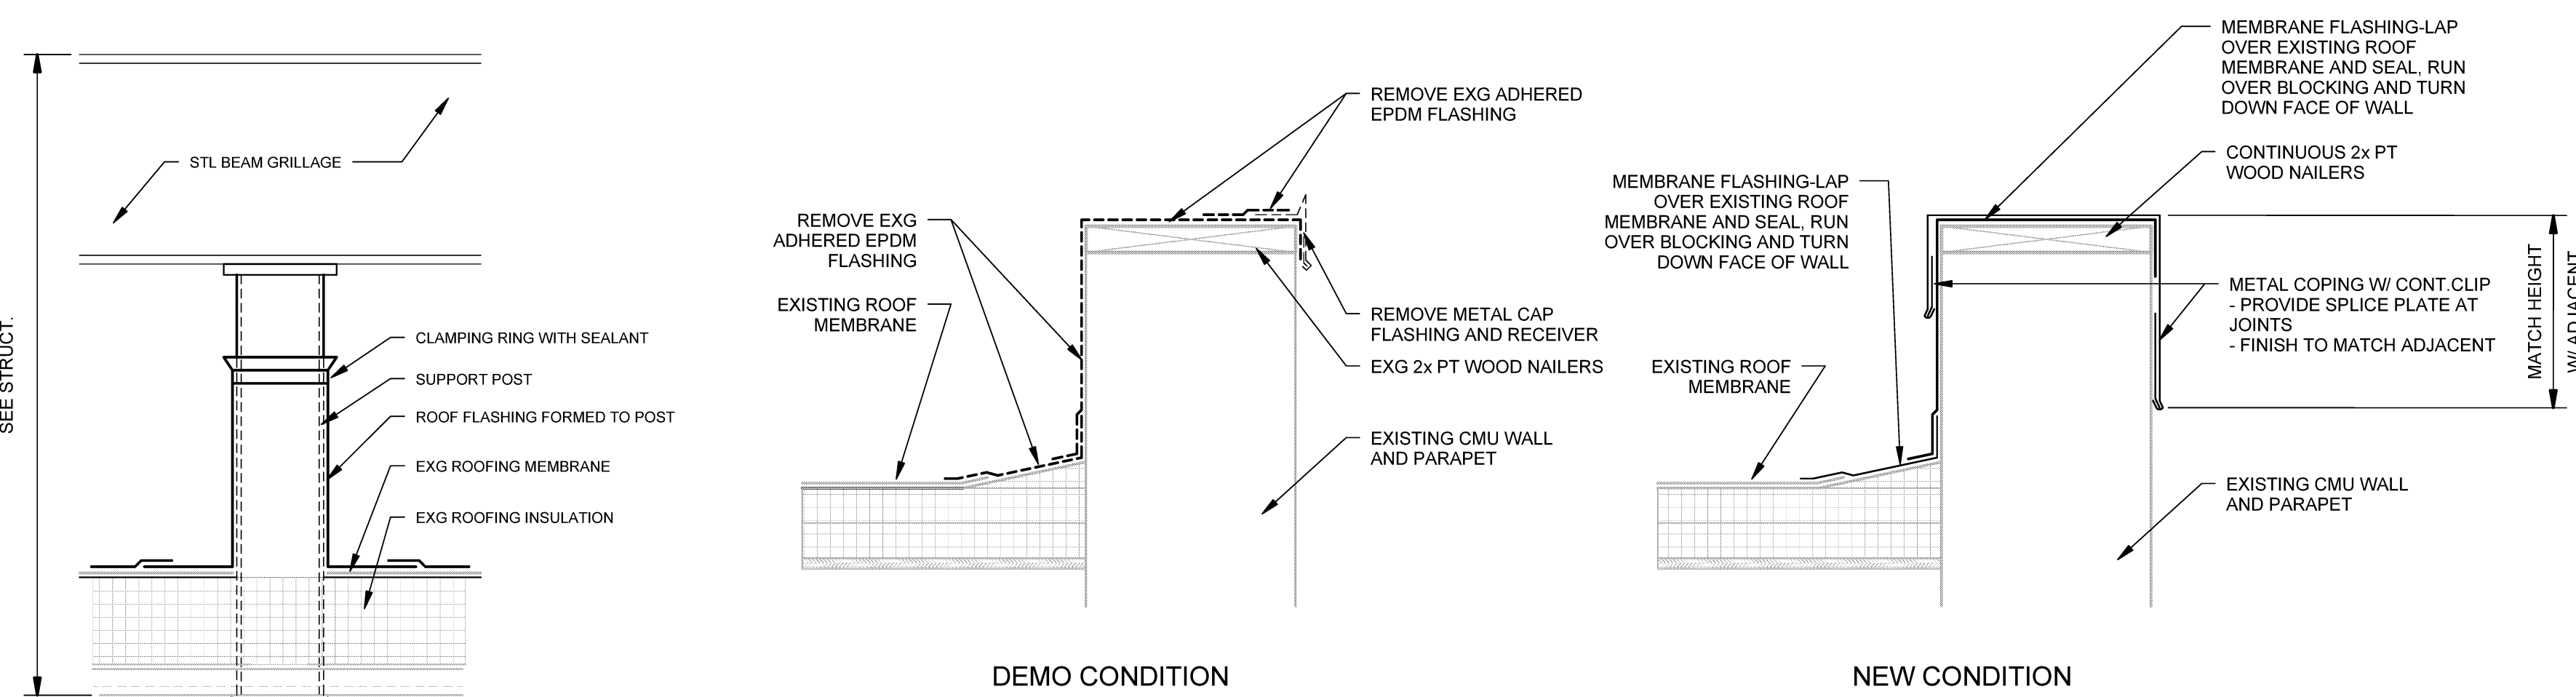 SEE STRUCT.
STL BEAM GRILLAGE
CLAMPING RING WITH SEALANT
SUPPORT POST
ROOF FLASHING FORMED TO POST
EXG ROOFING MEMBRANE
EXG ROOFING INSULATION
REMOVE EXG
ADHERED EPDM
FLASHING
EXISTING ROOF
MEMBRANE
REMOVE EXG ADHERED
EPDM FLASHING
REMOVE METAL CAP
FLASHING AND RECEIVER
EXG 2x PT WOOD NAILERS
EXISTING CMU WALL
AND PARAPET
DEMO CONDITION
MEMBRANE FLASHING-LAP
OVER EXISTING ROOF
MEMBRANE AND SEAL, RUN
OVER BLOCKING AND TURN
DOWN FACE OF WALL
EXISTING ROOF
MEMBRANE
MEMBRANE FLASHING-LAP
OVER EXISTING ROOF
MEMBRANE AND SEAL, RUN
OVER BLOCKING AND TURN
DOWN FACE OF WALL
CONTINUOUS 2x PT
WOOD NAILERS
METAL COPING W/ CONT.CLIP
- PROVIDE SPLICE PLATE AT
JOINTS
- FINISH TO MATCH ADJACENT
EXISTING CMU WALL
AND PARAPET
MATCH HEIGHT
W/ ADJACENT
NEW CONDITION